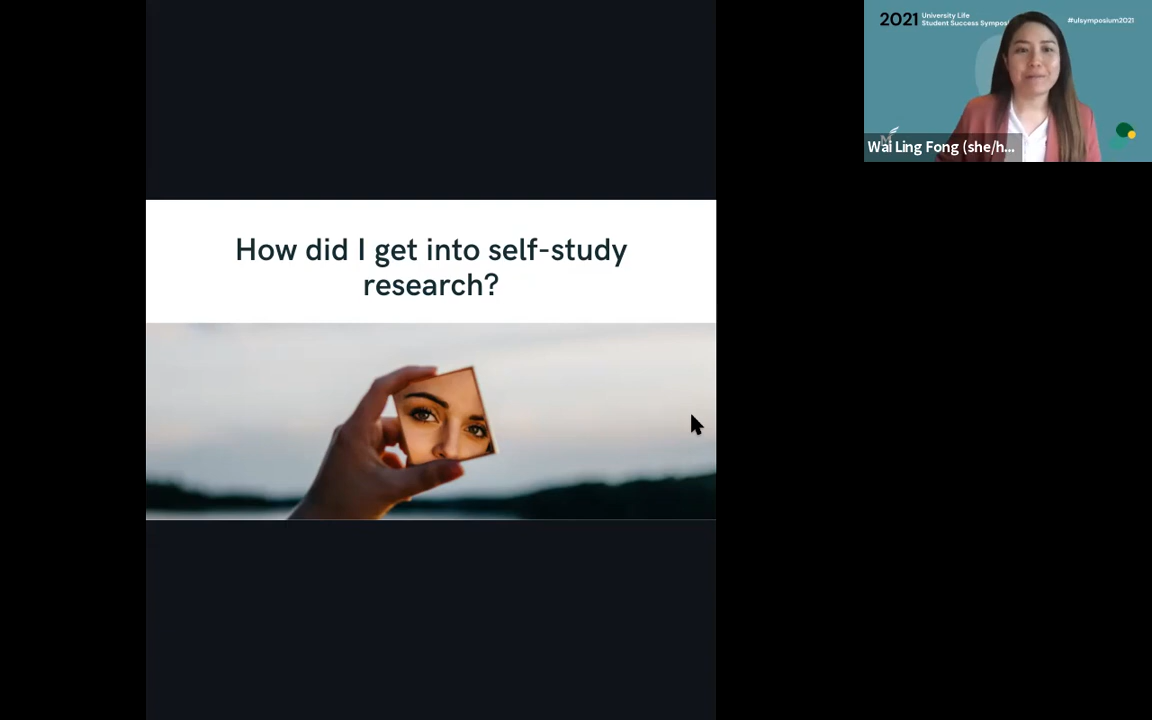 2021
University Life
Student Success Sympos
#ulsymposium2021
Wai Ling Fong (she/h...
How did I get into self-study
research?